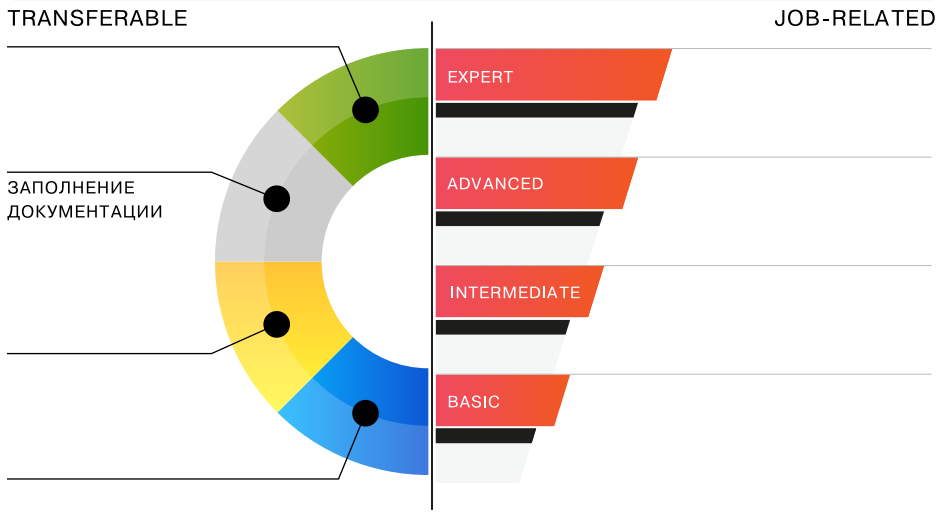 TRANSFERABLE
JOB-RELATED
EXPERT
ЗАПОЛНЕНИЕ
ДОКУМЕНТАЦИИ
ADVANCED
INTERMEDIATE
BASIC